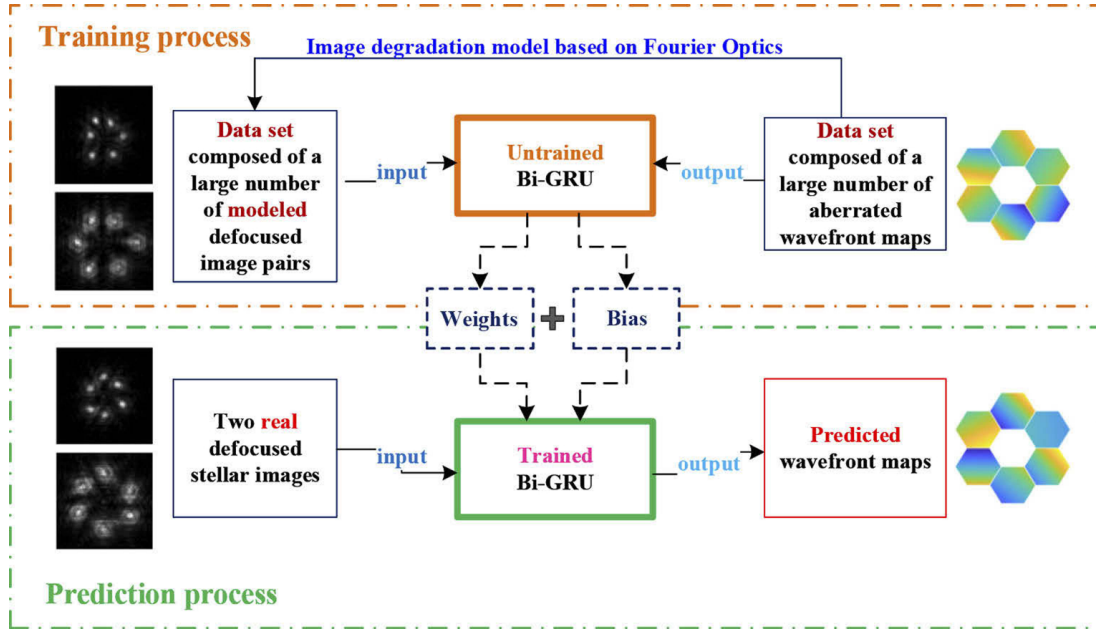 Training process
Image degradation model based on Fourier Optics
Data set
composed of a
large number
of modeled
defocused
image pairs
input
Untrained
Bi-GRU
output
Data set
composed of a
large number of
aberrated
wavefront maps
Weights
+
Bias
Two real
defocused
stellar images
input
Trained
Bi-GRU
output
Predicted
wavefront maps
Prediction process